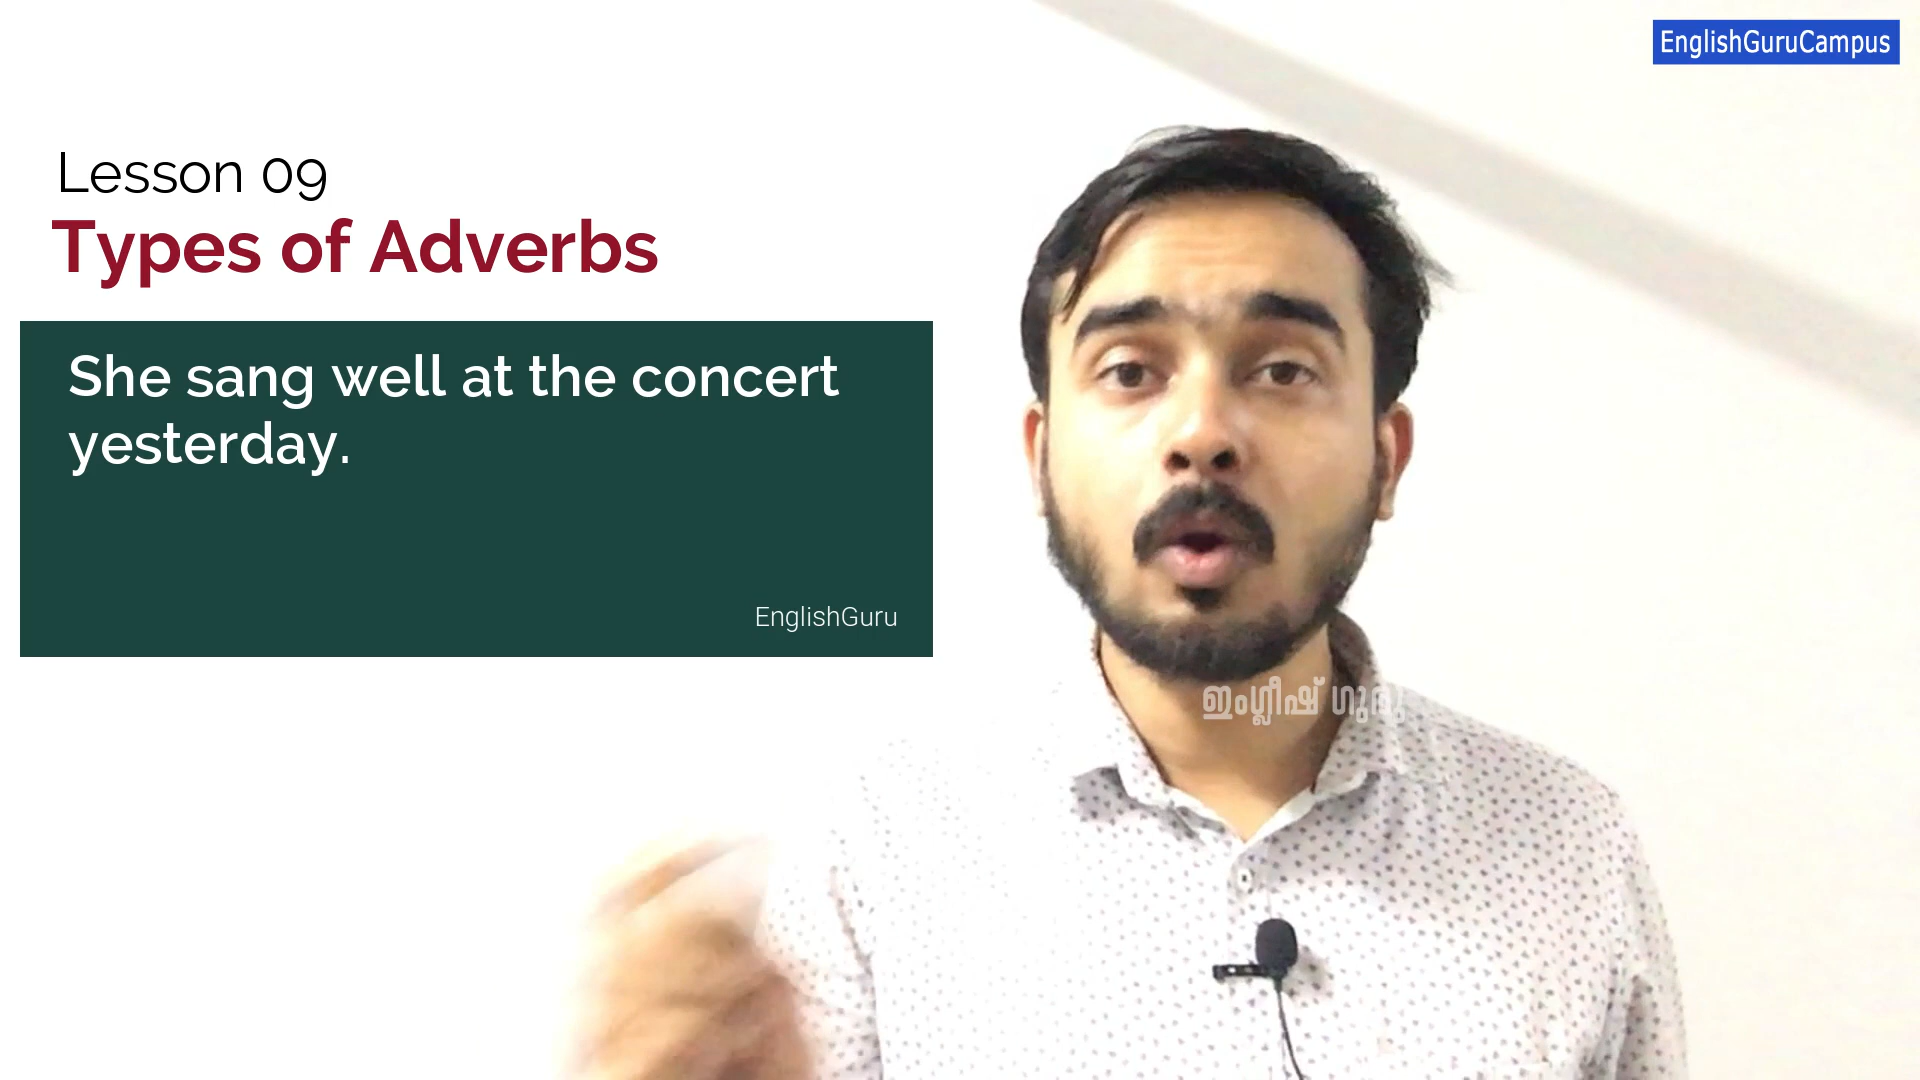 EnglishGuruCampus
Lesson 09
Types of Adverbs
She sang well at the concert
yesterday.
EnglishGuru
ഇംഗ്ലീഷ് ഗുരു